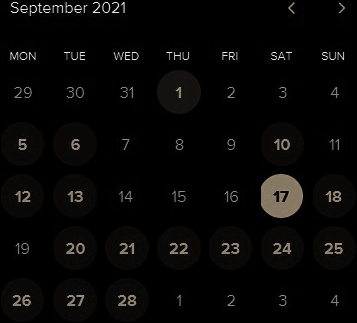 September 2021
MON TUE WED THU FRI SAT SUN
29 30 31 1 2 3 4
5 6 7 8 9 10 11
12 13 14 15 16 17 18
19 20 21 22 23 24 25
26 27 28 1 2 3 4